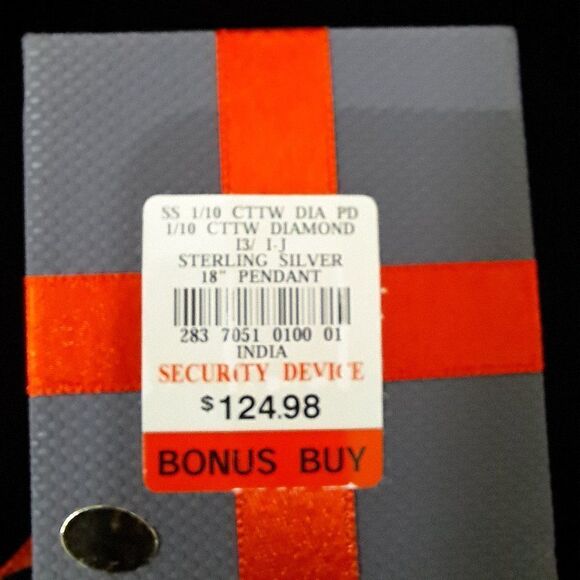 SS 1/10 CTTW DIA PD
1/10 CTTW DIAMOND
I3/ I-J
STERLING SILVER
18" PENDANT
283 7051 0100 01
INDIA
SECURITY DEVICE
$124.98
BONUS BUY